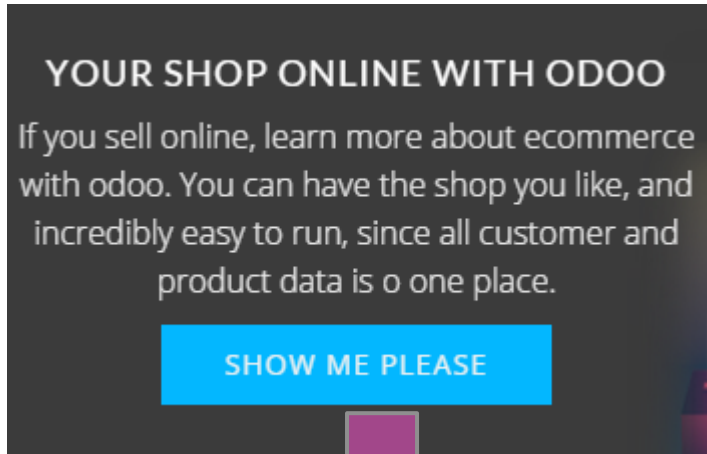 YOUR SHOP ONLINE WITH ODOO
If you sell online, learn more about ecommerce
with odoo. You can have the shop you like, and
incredibly easy to run, since all customer and
product data is o one place.
SHOW ME PLEASE